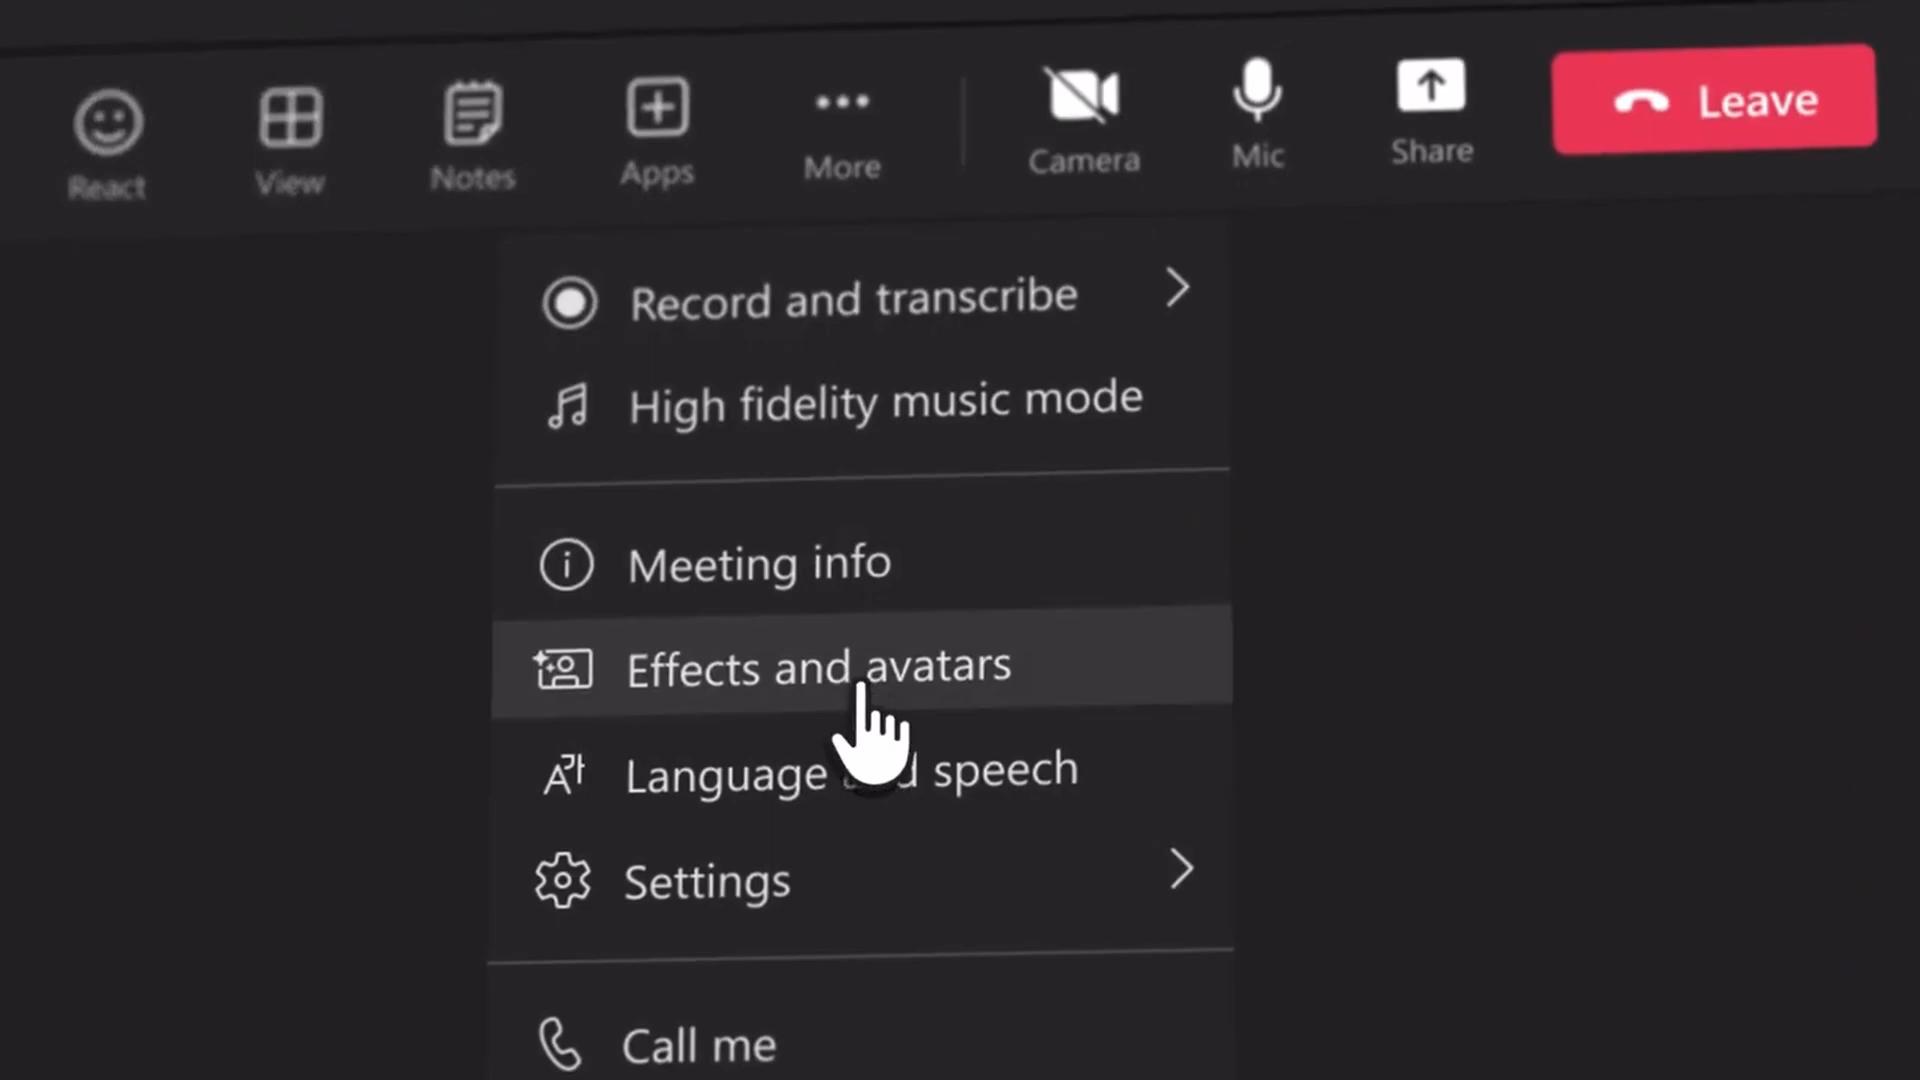 React View Notes Apps More Camera Mic Share Leave
Record and transcribe
High fidelity music mode
Meeting info
Effects and avatars
Language and speech
Settings
Call me